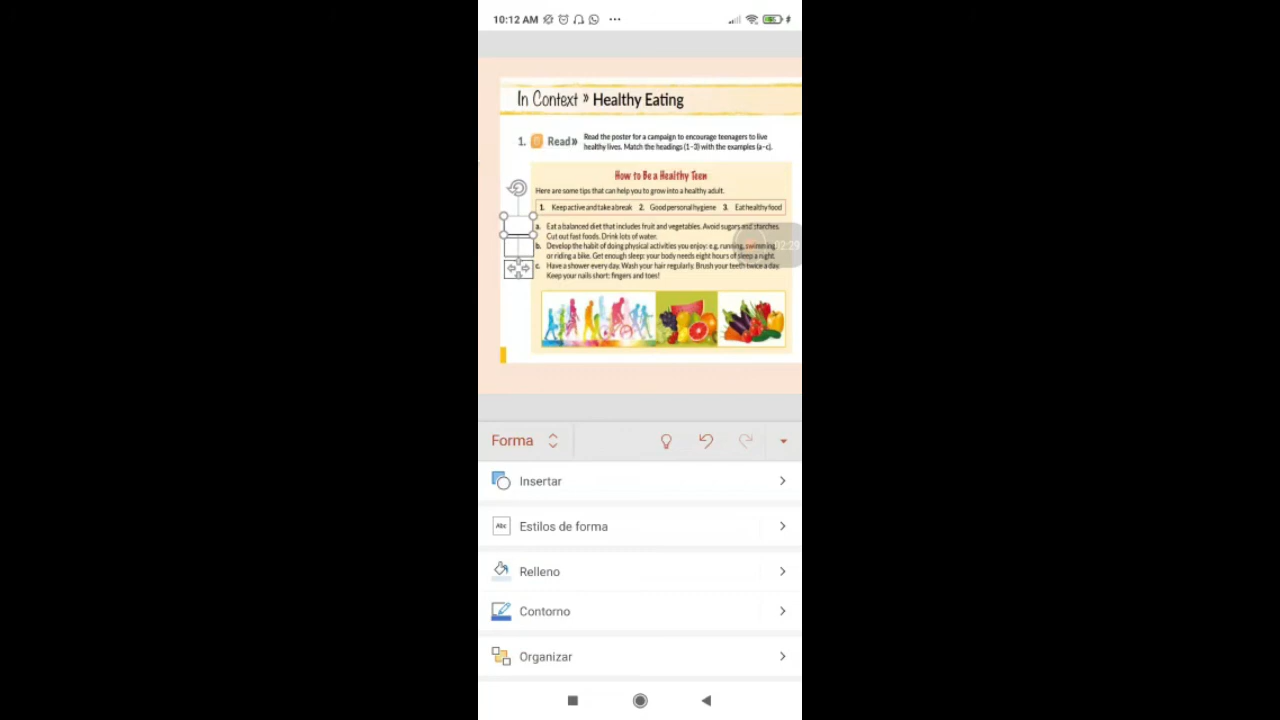 10:12 AM
In Context » Healthy Eating
1. Read» Read the poster for a campaign to encourage teenagers to live
healthy lives. Match the headings (1-3) with the examples (a-c).
How to Be a Healthy Teen
Here are some tips that can help you to grow into a healthy adult.
1. Keep active and take a break 2. Good personal hygiene 3. Eat healthy food
a. Eat a balanced diet that includes fruit and vegetables. Avoid sugars and starches.
Cut out fast foods. Drink lots of water.
b. Develop the habit of doing physical activities you enjoy: e.g. running, swimming,
or riding a bike. Get enough sleep: your body needs eight hours of sleep a night.
c. Have a shower every day. Wash your hair regularly. Brush your teeth twice a day.
Keep your nails short: fingers and toes!
02:29
Forma
Insertar
Abc Estilos de forma
Relleno
Contorno
Organizar